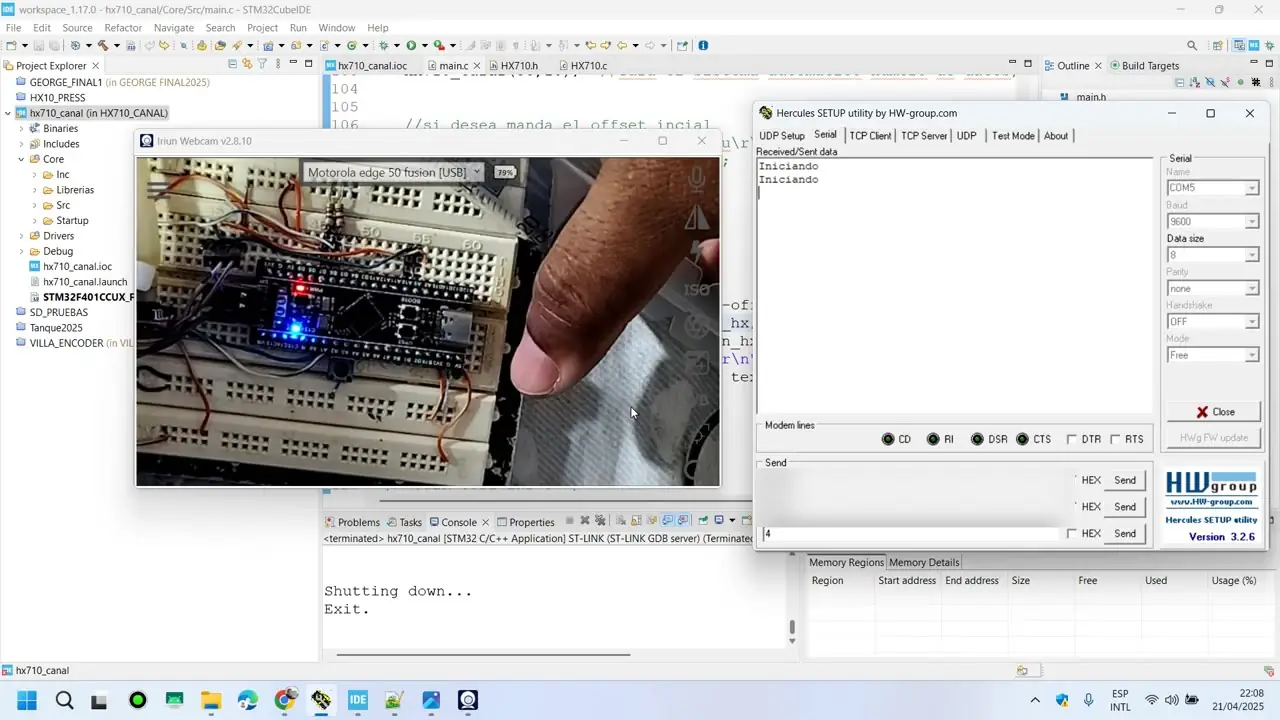 workspace_1.17.0 - hx710_canal/Core/Src/main.c - STM32CubeIDE
File Edit Source Refactor Navigate Search Project Run Window Help
Project Explorer
GEORGE_FINAL1 (in GEORGE FINAL2025)
HX10_PRESS
hx710_canal (in HX710_CANAL)
Binaries
Includes
Core
Inc
Librerias
Src
Startup
Drivers
Debug
hx710_canal.ioc
hx710_canal.launch
STM32F401CCUX_F
SD_PRUEBAS
Tanque2025
VILLA_ENCODER (in VIL
hx710_canal.ioc main.c HX710.h HX710.c
104
105
106 //si desea manda el offset incial
Outline Build Targets
main.h
Iriun Webcam v2.8.10
Motorola edge 50 fusion [USB] 79%
ISO
45 50 55 60
Hercules SETUP utility by HW-group.com
UDP Setup Serial TCP Client TCP Server UDP Test Mode About
Received/Sent data
Iniciando
Iniciando
Serial
Name
COM5
Baud
9600
Data size
8
Parity
none
Handshake
OFF
Mode
Free
Close
HWg FW update
Modem lines
CD RI DSR CTS DTR RTS
Send
HEX Send
HEX Send
4 HEX Send
HWgroup
www.HW-group.com
Hercules SETUP utility
Version 3.2.6
Problems Tasks Console Properties
<terminated> hx710_canal [STM32 C/C++ Application] ST-LINK (ST-LINK GDB server) (Terminated
Shutting down...
Exit.
Memory Regions Memory Details
Region Start address End address Size Free Used Usage (%)
hx710_canal
ESP
INTL
22:08
21/04/2025